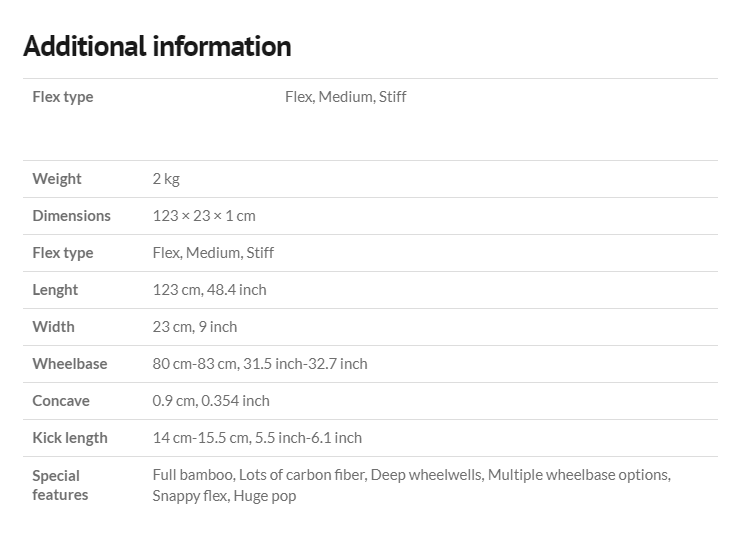 Additional information
Flex type Flex, Medium, Stiff
Weight 2 kg
Dimensions 123 × 23 × 1 cm
Flex type Flex, Medium, Stiff
Lenght 123 cm, 48.4 inch
Width 23 cm, 9 inch
Wheelbase 80 cm-83 cm, 31.5 inch-32.7 inch
Concave 0.9 cm, 0.354 inch
Kick length 14 cm-15.5 cm, 5.5 inch-6.1 inch
Special Full bamboo, Lots of carbon fiber, Deep wheelwells, Multiple wheelbase options,
features Snappy flex, Huge pop